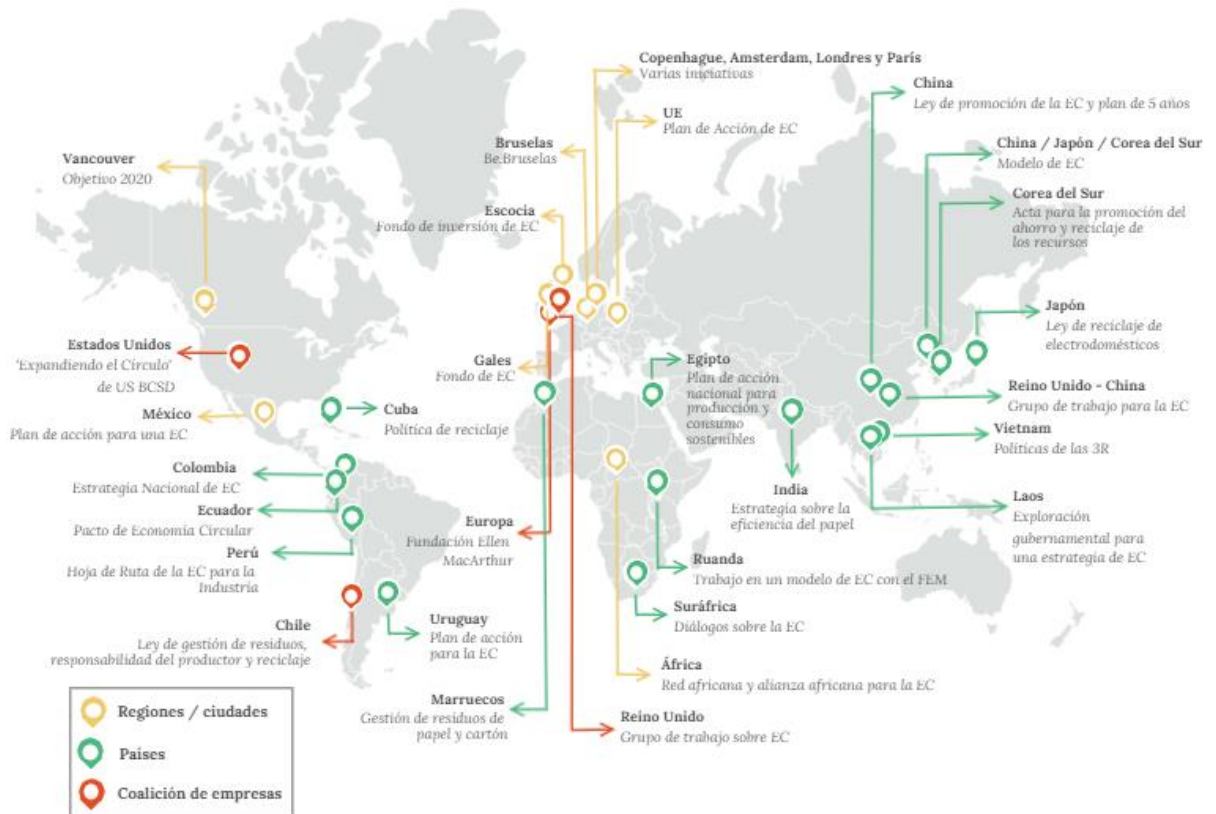 Copenhague, Amsterdam, Londres y París
Varias iniciativas
UE
Plan de Acción de EC
Bruselas
Be.Bruselas
Vancouver
Objetivo 2020
Escocia
Fondo de inversión de EC
China
Ley de promoción de la EC y plan de 5 años
China / Japón / Corea del Sur
Modelo de EC
Corea del Sur
Acta para la promoción del
ahorro y reciclaje de
los recursos
Japón
Ley de reciclaje de
electrodomésticos
Estados Unidos
"Expandiendo el Círculo"
de US BCSD
México
Plan de acción para una EC
Cuba
Política de reciclaje
Gales
Fondo de EC
Egipto
Plan de acción
nacional para
producción y
consumo
sostenibles
Reino Unido - China
Grupo de trabajo para la EC
Vietnam
Políticas de las 3R
Colombia
Estrategia Nacional de EC
Ecuador
Pacto de Economía Circular
Perú
Hoja de Ruta de la EC para la
Industria
Europa
Fundación Ellen
MacArthur
India
Estrategia sobre la
eficiencia del papel
Laos
Exploración
gubernamental para
una estrategia de EC
Ruanda
Trabajo en un modelo de EC con el FEM
Suráfrica
Diálogos sobre la EC
Chile
Ley de gestión de residuos,
responsabilidad del productor y reciclaje
Uruguay
Plan de acción
para la EC
África
Red africana y alianza africana para la EC
Marruecos
Gestión de residuos de
papel y cartón
Reino Unido
Grupo de trabajo sobre EC
Regiones / ciudades
Países
Coalición de empresas